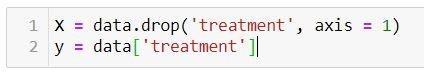 1 X = data.drop('treatment', axis = 1)
2 y = data['treatment']